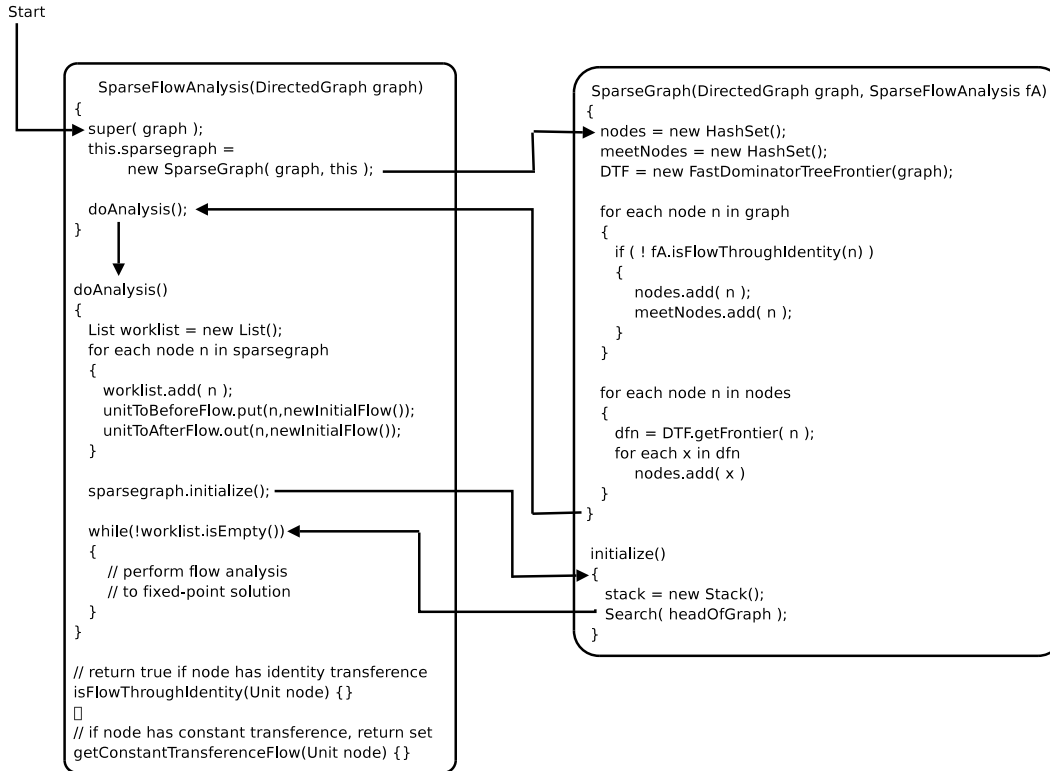 Start
SparseFlowAnalysis(DirectedGraph graph)
{
super( graph );
this.sparsegraph =
new SparseGraph( graph, this );
doAnalysis();
}
doAnalysis()
{
List worklist = new List();
for each node n in sparsegraph
{
worklist.add( n );
unitToBeforeFlow.put(n,newInitialFlow());
unitToAfterFlow.out(n,newInitialFlow());
}
sparsegraph.initialize();
while(!worklist.isEmpty())
{
// perform flow analysis
// to fixed-point solution
}
}
// return true if node has identity transference
isFlowThroughIdentity(Unit node) {}
▯
// if node has constant transference, return set
getConstantTransferenceFlow(Unit node) {}
SparseGraph(DirectedGraph graph, SparseFlowAnalysis fA)
{
nodes = new HashSet();
meetNodes = new HashSet();
DTF = new FastDominatorTreeFrontier(graph);
for each node n in graph
{
if ( ! fA.isFlowThroughIdentity(n) )
{
nodes.add( n );
meetNodes.add( n );
}
}
for each node n in nodes
{
dfn = DTF.getFrontier( n );
for each x in dfn
nodes.add( x )
}
}
initialize()
{
stack = new Stack();
Search( headOfGraph );
}